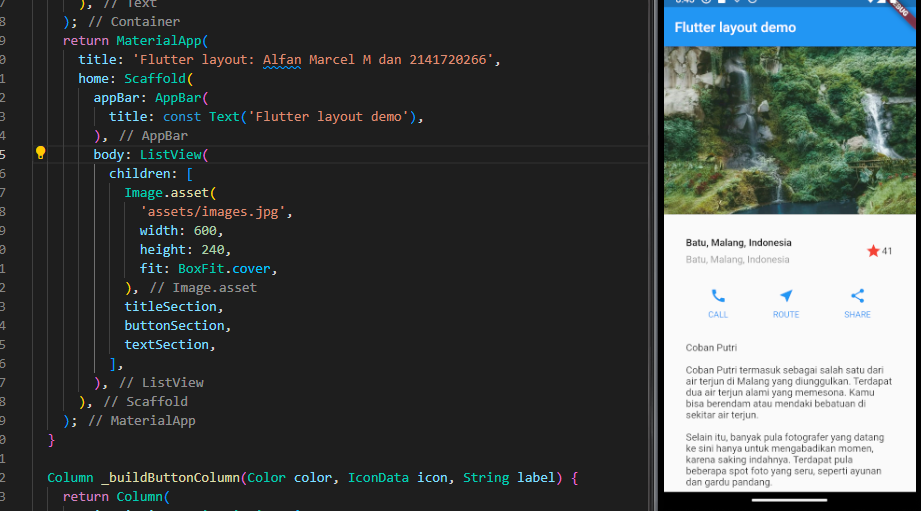 ), // Text
); // Container
return MaterialApp(
title: 'Flutter layout: Alfan Marcel M dan 2141720266',
home: Scaffold(
appBar: AppBar(
title: const Text('Flutter layout demo'),
), // AppBar
body: ListView(
children: [
Image.asset(
'assets/images.jpg',
width: 600,
height: 240,
fit: BoxFit.cover,
), // Image.asset
titleSection,
buttonSection,
textSection,
],
), // ListView
), // Scaffold
); // MaterialApp
}
Column _buildButtonColumn(Color color, IconData icon, String label) {
return Column(
Flutter layout demo
Batu, Malang, Indonesia
Batu, Malang, Indonesia
41
CALL ROUTE SHARE
Coban Putri
Coban Putri termasuk sebagai salah satu dari
air terjun di Malang yang diunggulkan. Terdapat
dua air terjun alami yang memesona. Kamu
bisa berendam atau mendaki bebatuan di
sekitar air terjun.
Selain itu, banyak pula fotografer yang datang
ke sini hanya untuk mengabadikan momen,
karena saking indahnya. Terdapat pula
beberapa spot foto yang seru, seperti ayunan
dan gardu pandang.